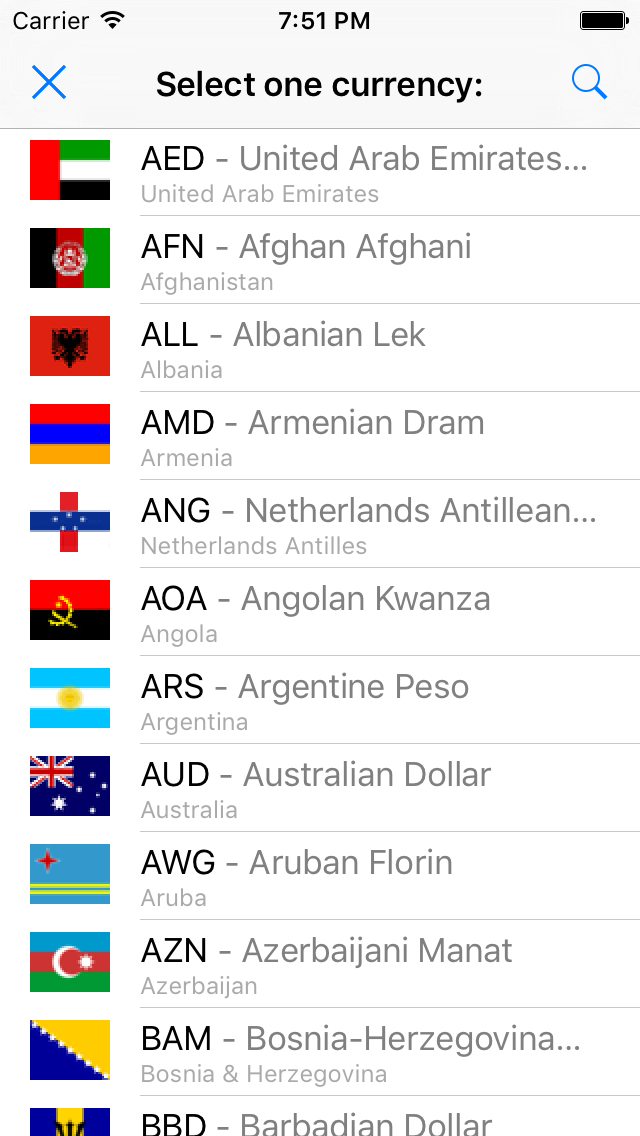 Carrier 7:51 PM
Select one currency:
AED - United Arab Emirates...
United Arab Emirates
AFN - Afghan Afghani
Afghanistan
ALL - Albanian Lek
Albania
AMD - Armenian Dram
Armenia
ANG - Netherlands Antillean...
Netherlands Antilles
AOA - Angolan Kwanza
Angola
ARS - Argentine Peso
Argentina
AUD - Australian Dollar
Australia
AWG - Aruban Florin
Aruba
AZN - Azerbaijani Manat
Azerbaijan
BAM - Bosnia-Herzegovina...
Bosnia & Herzegovina
BBD - Barbadian Dollar